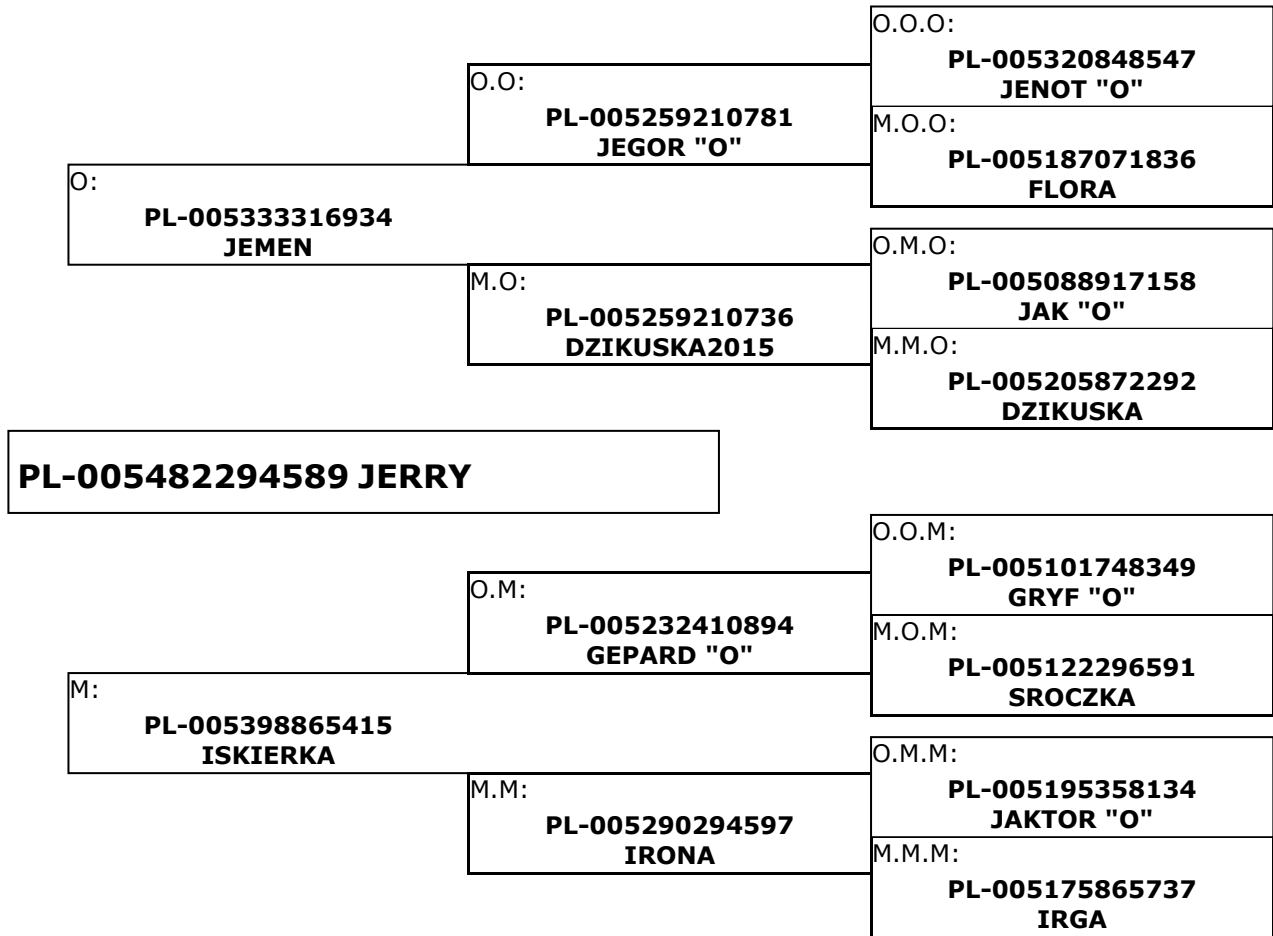 O.O.O:
PL-005320848547
JENOT "O"
O.O:
PL-005259210781
JEGOR "O"
M.O.O:
PL-005187071836
FLORA
O:
PL-005333316934
JEMEN
O.M.O:
PL-005088917158
JAK "O"
M.O:
PL-005259210736
DZIKUSKA2015
M.M.O:
PL-005205872292
DZIKUSKA
PL-005482294589 JERRY
O.O.M:
PL-005101748349
GRYF "O"
O.M:
PL-005232410894
GEPARD "O"
M.O.M:
PL-005122296591
SROCZKA
M:
PL-005398865415
ISKIERKA
O.M.M:
PL-005195358134
JAKTOR "O"
M.M:
PL-005290294597
IRONA
M.M.M:
PL-005175865737
IRGA